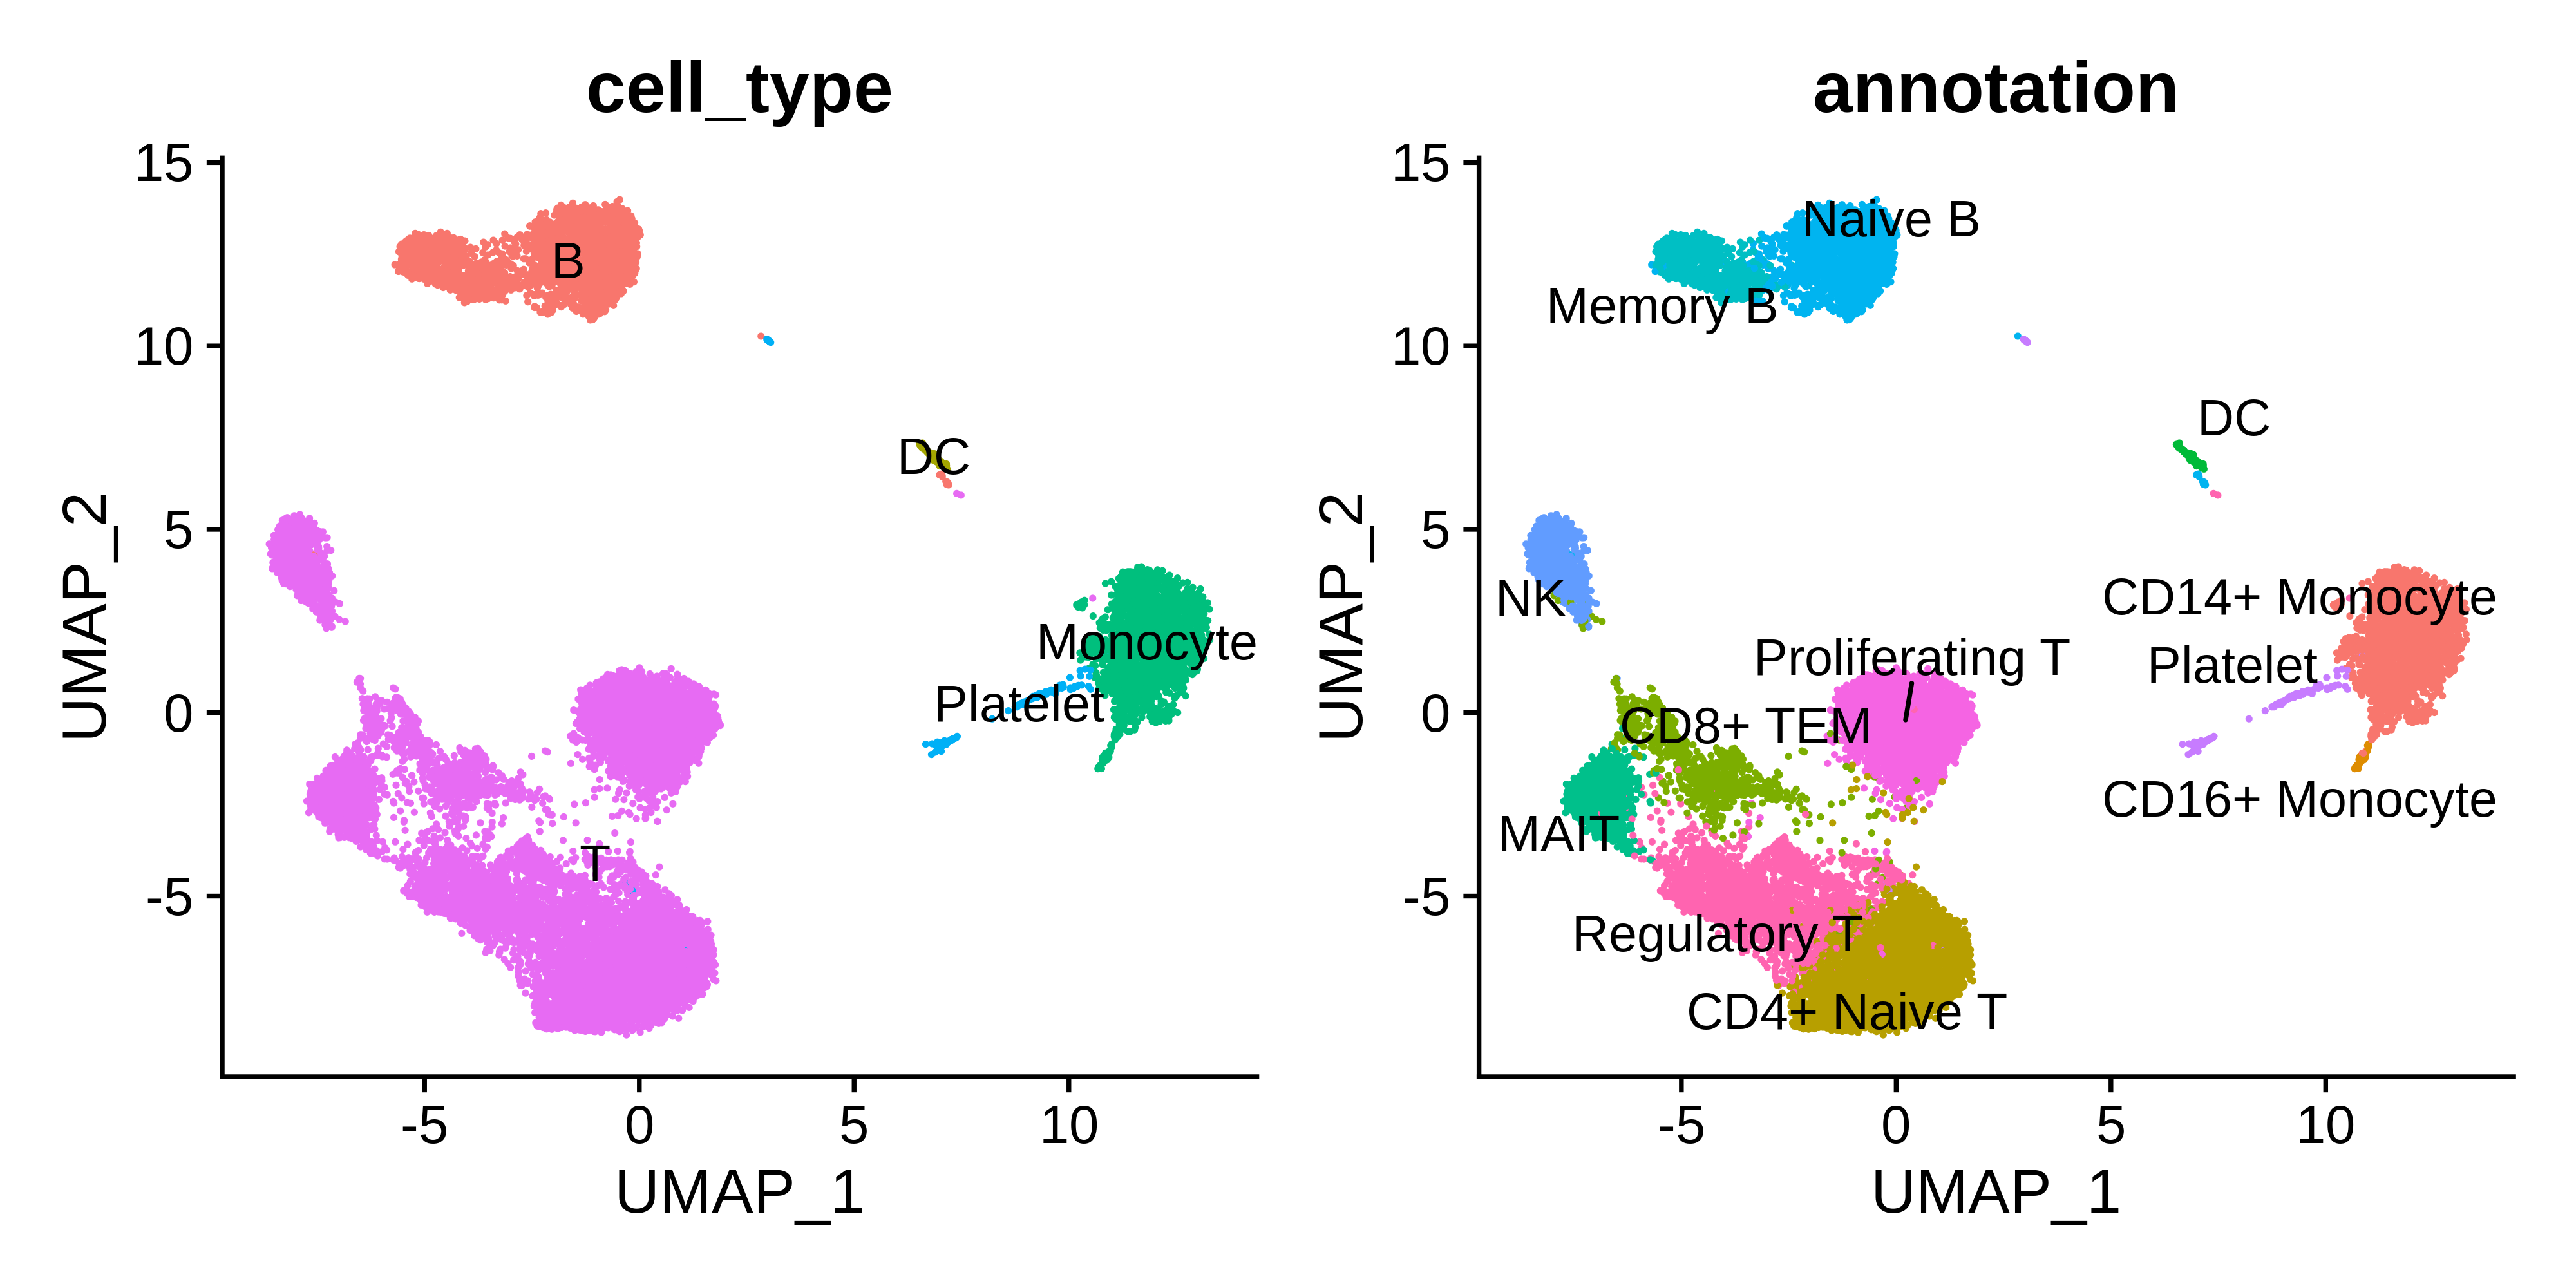 cell_type
15
10
5
0
-5
UMAP_2
B
DC
Monocyte
Platelet
T
-5
0
5
10
UMAP_1
annotation
15
10
5
0
-5
UMAP_2
Naive B
Memory B
DC
NK
CD14+ Monocyte
Proliferating T
Platelet
CD8+ TEM
CD16+ Monocyte
MAIT
Regulatory T
CD4+ Naive T
-5
0
5
10
UMAP_1